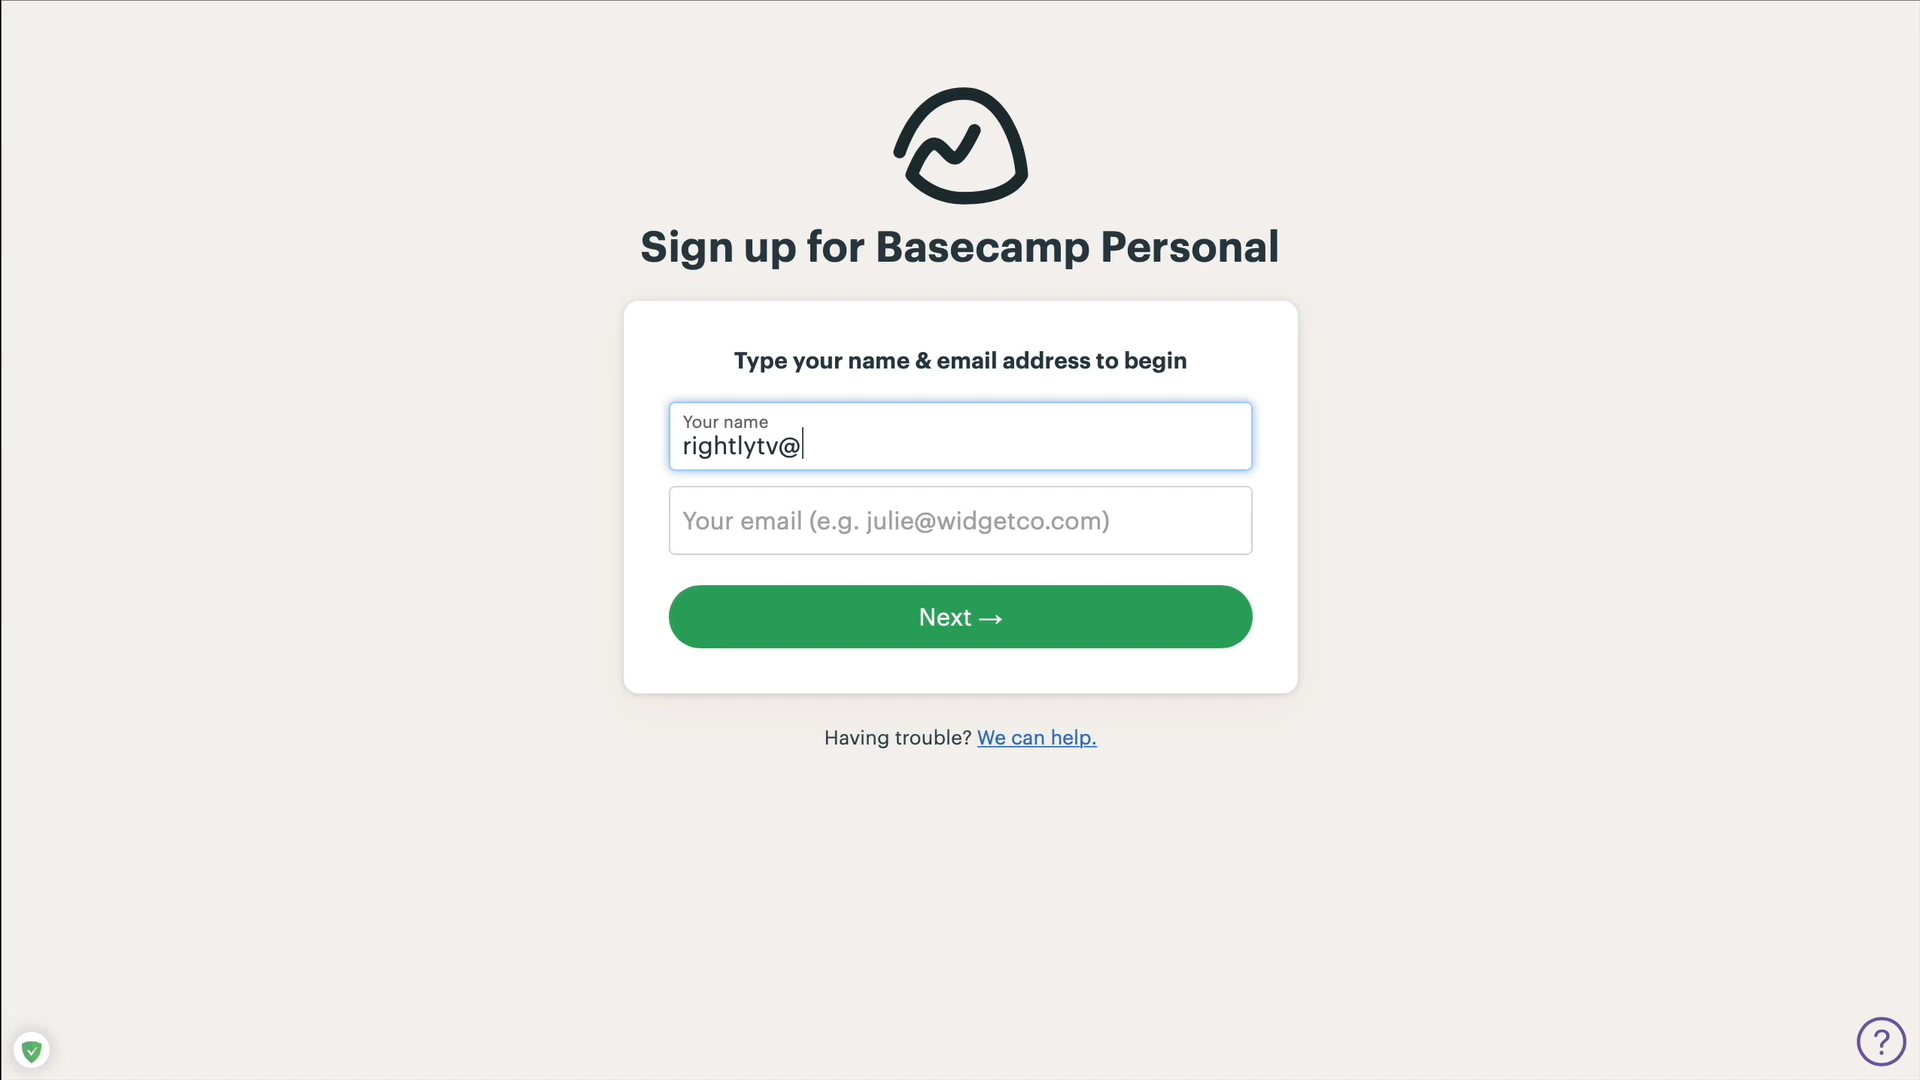 Sign up for Basecamp Personal
Type your name & email address to begin
Your name
rightlytv@
Your email (e.g. julie@widgetco.com)
Next →
Having trouble? We can help.
?